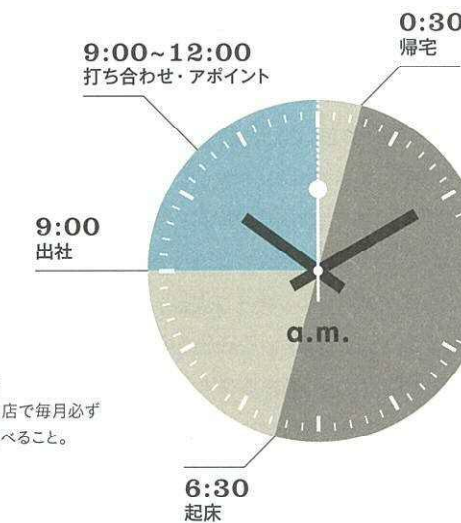 0:30
帰宅
9:00~12:00
打ち合わせ・アポイント
9:00
出社
a.m.
店で毎月必ず
べること。
6:30
起床